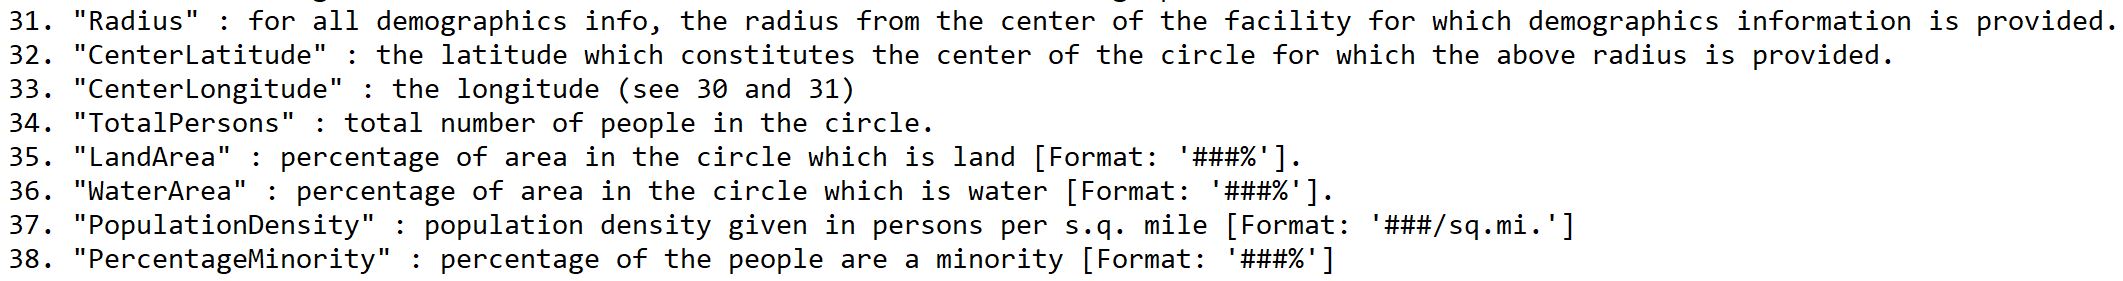 31. "Radius" : for all demographics info, the radius from the center of the facility for which demographics information is provided.
32. "CenterLatitude" : the latitude which constitutes the center of the circle for which the above radius is provided.
33. "CenterLongitude" : the longitude (see 30 and 31)
34. "TotalPersons" : total number of people in the circle.
35. "LandArea" : percentage of area in the circle which is land [Format: '###%'].
36. "WaterArea" : percentage of area in the circle which is water [Format: '###%'].
37. "PopulationDensity" : population density given in persons per s.q. mile [Format: '###/sq.mi.']
38. "PercentageMinority" : percentage of the people are a minority [Format: '###%']